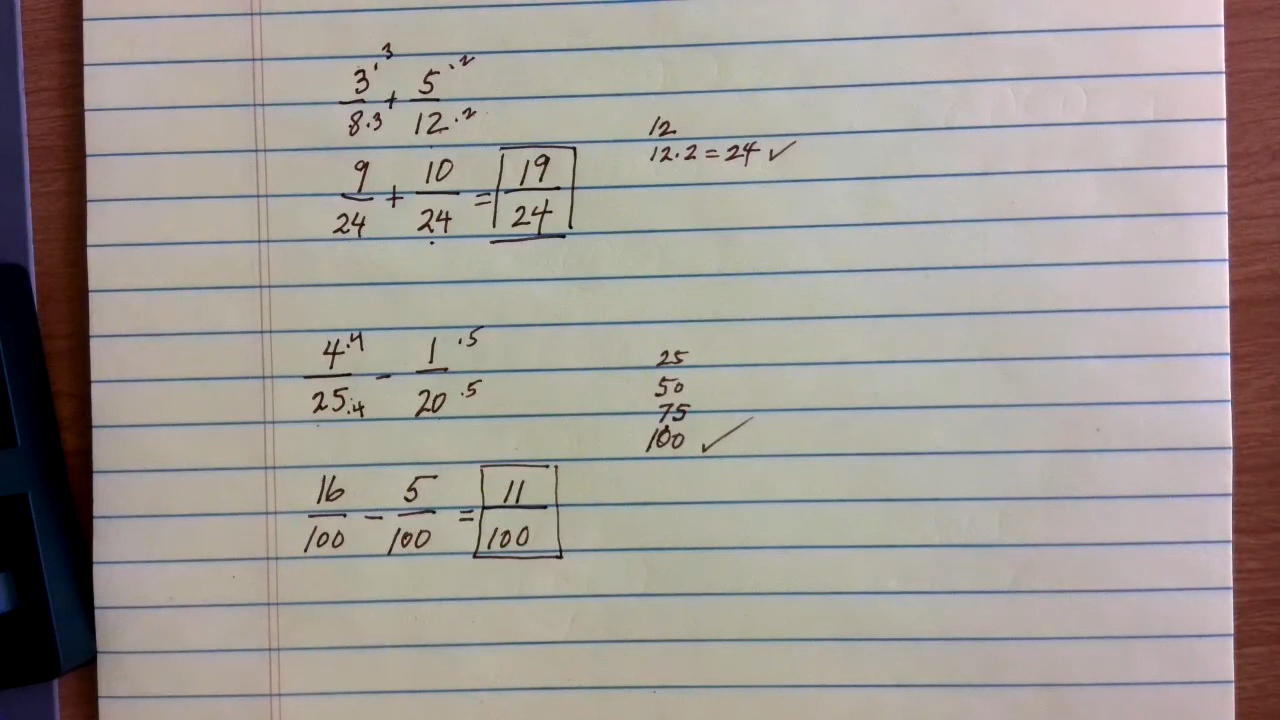 3·3/8·3 + 5·2/12·2
12
12·2 = 24 ✓
9/24 + 10/24 = 19/24
4·4/25·4 - 1·5/20·5
25
50
75
100 ✓
16/100 - 5/100 = 11/100